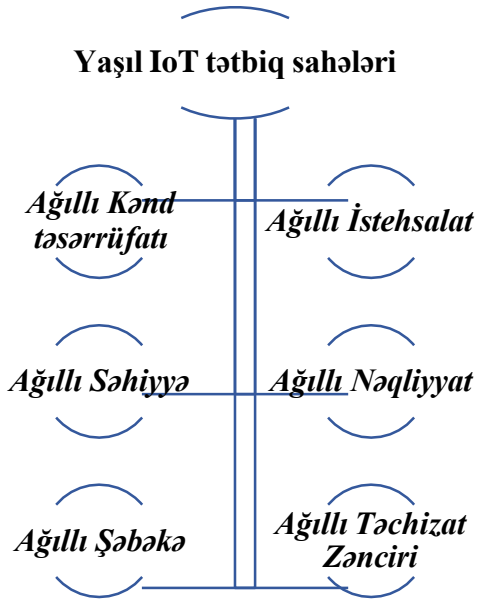 Yaşıl IoT tətbiq sahələri
Ağıllı Kənd
təsərrüfatı
Ağıllı İstehsalat
Ağıllı Səhiyyə
Ağıllı Nəqliyyat
Ağıllı Şəbəkə
Ağıllı Təchizat
Zənciri